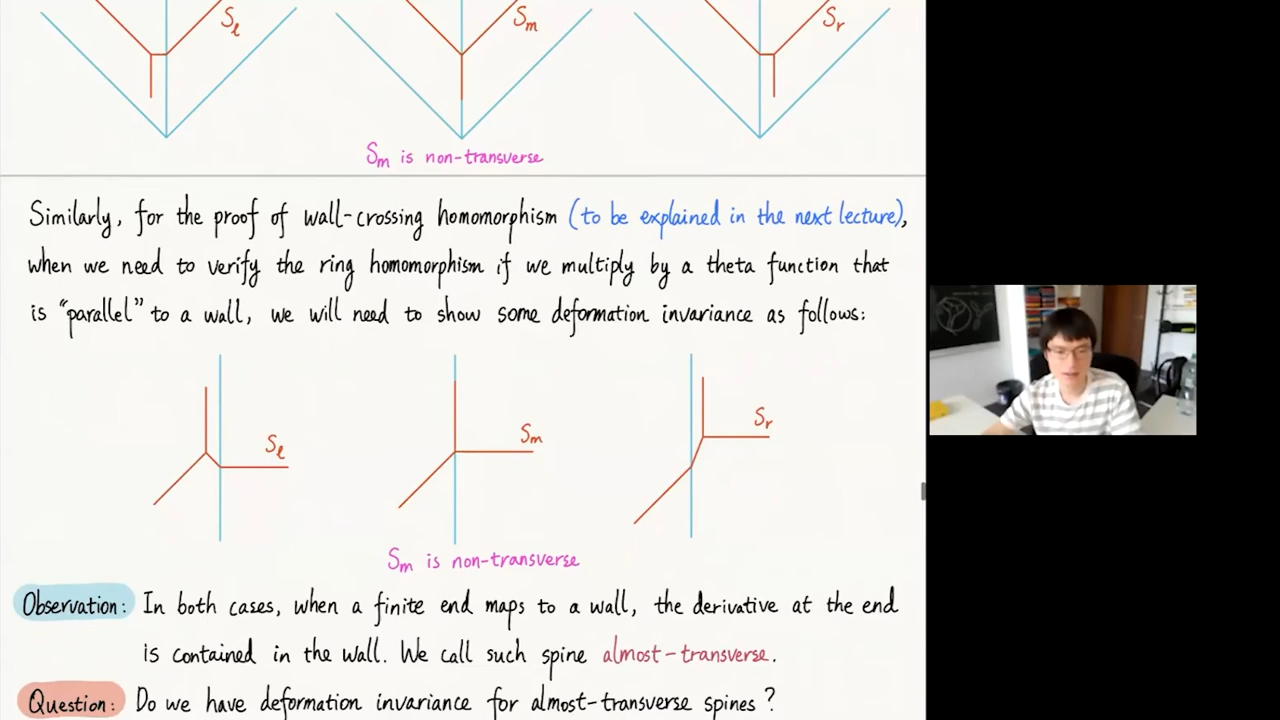 Sℓ
Sm
Sr
Sm is non-transverse
Similarly, for the proof of wall-crossing homomorphism (to be explained in the next lecture),
when we need to verify the ring homomorphism if we multiply by a theta function that
is "parallel" to a wall, we will need to show some deformation invariance as follows:
Sℓ
Sm
Sr
Sm is non-transverse
Observation: In both cases, when a finite end maps to a wall, the derivative at the end
is contained in the wall. We call such spine almost-transverse.
Question: Do we have deformation invariance for almost-transverse spines?